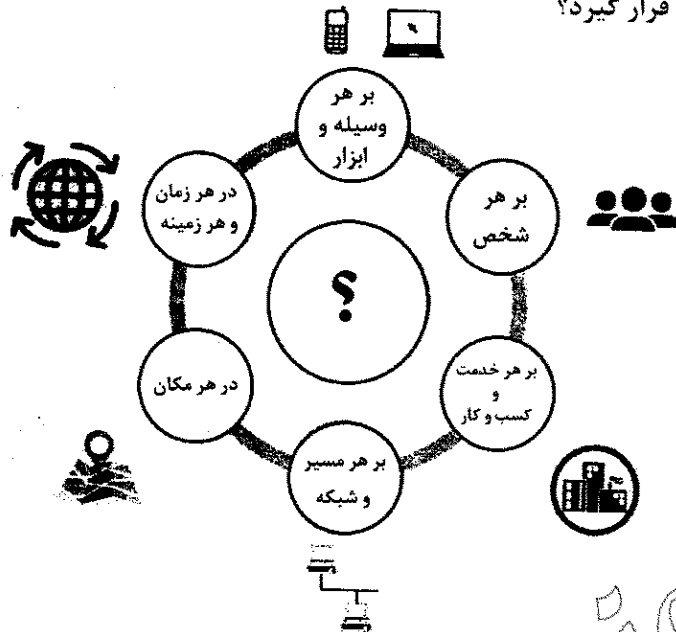 قرار گیرد؟
بر هر
وسیله و
ابزار
بر هر
شخص
در هر زمان
و هر زمینه
؟
بر هر خدمت
و
کسب و کار
در هر مکان
بر هر مسیر
و شبکه